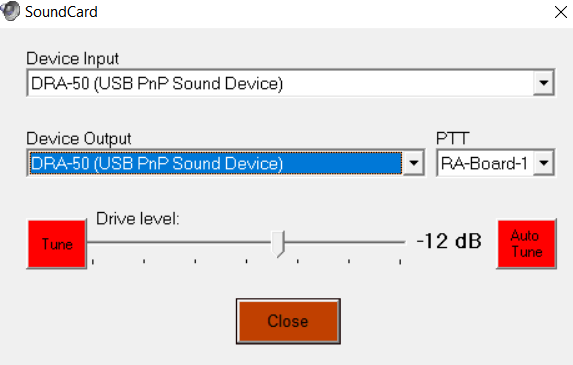 SoundCard
Device Input
DRA-50 (USB PnP Sound Device)
Device Output
PTT
DRA-50 (USB PnP Sound Device)
RA-Board-1
Drive level:
Tune
-12 dB
Auto
Tune
Close